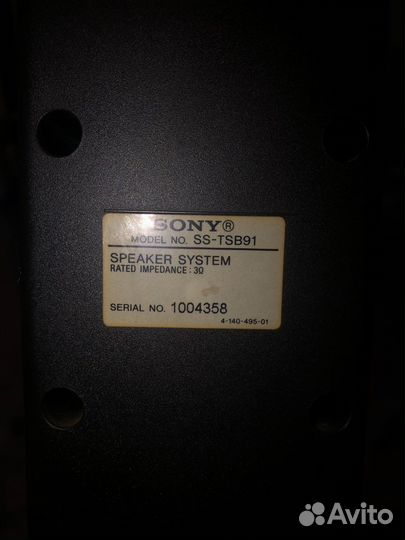 SONY®
MODEL NO. SS-TSB91
SPEAKER SYSTEM
RATED IMPEDANCE : 3Ω
SERIAL NO. 1004358
4-140-495-01
Avito